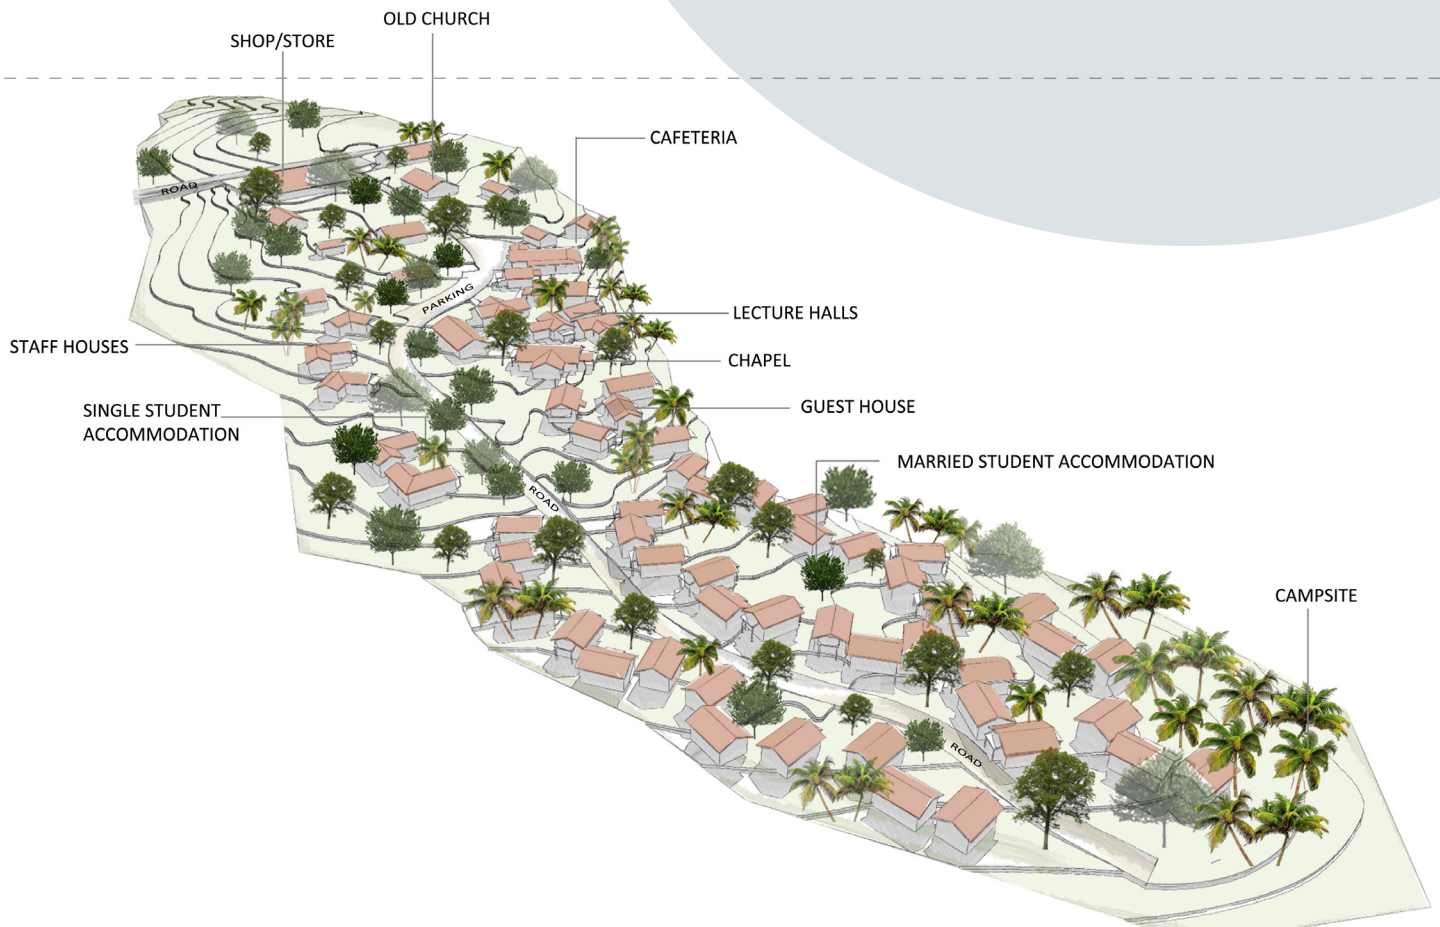 OLD CHURCH
SHOP/STORE
CAFETERIA
ROAD
PARKING
LECTURE HALLS
STAFF HOUSES
CHAPEL
GUEST HOUSE
SINGLE STUDENT
ACCOMMODATION
MARRIED STUDENT ACCOMMODATION
ROAD
CAMPSITE
ROAD